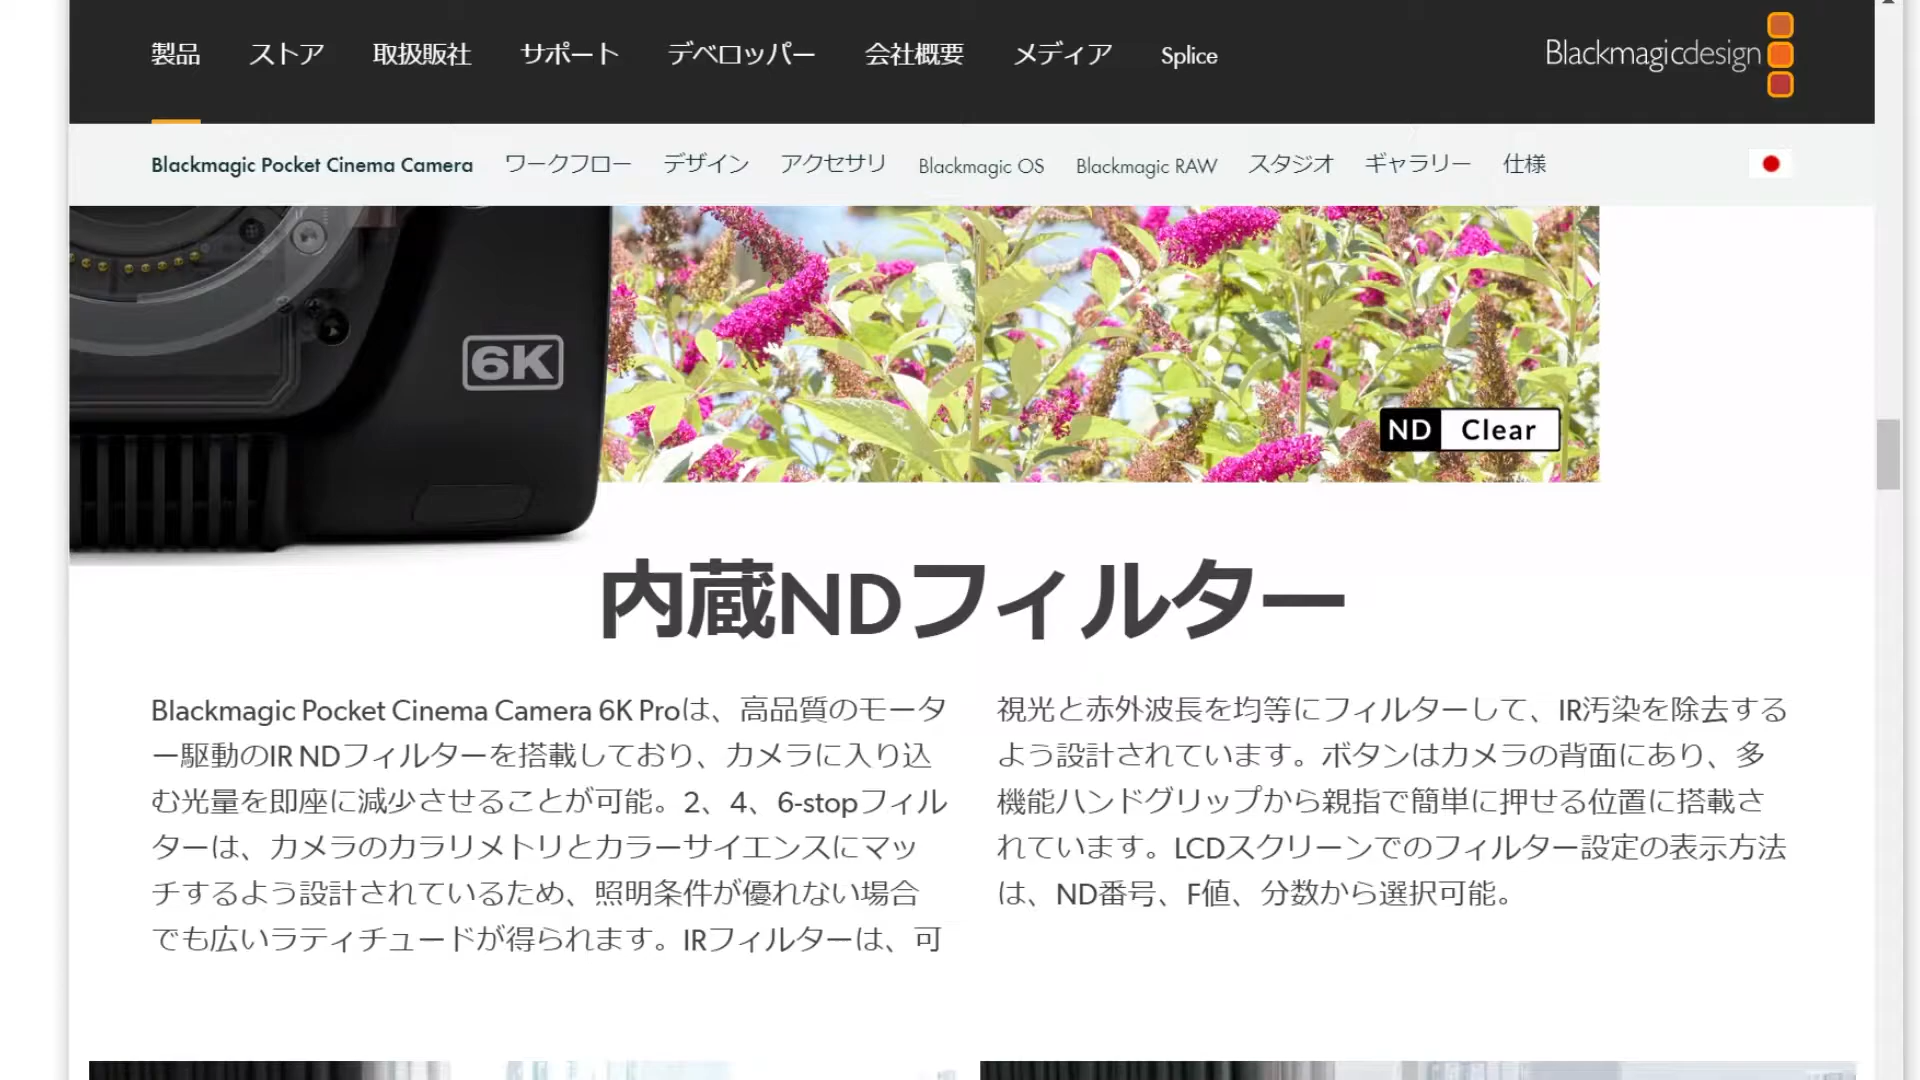 製品 ストア 取扱販社 サポート デベロッパー 会社概要 メディア Splice
Blackmagicdesign
Blackmagic Pocket Cinema Camera ワークフロー デザイン アクセサリ Blackmagic OS Blackmagic RAW スタジオ ギャラリー 仕様
6K
ND Clear
内蔵NDフィルター
Blackmagic Pocket Cinema Camera 6K Proは、高品質のモータ
ー駆動のIR NDフィルターを搭載しており、カメラに入り込
む光量を即座に減少させることが可能。2、4、6-stopフィル
ターは、カメラのカラリメトリとカラーサイエンスにマッ
チするよう設計されているため、照明条件が優れない場合
でも広いラティチュードが得られます。IRフィルターは、可
視光と赤外波長を均等にフィルターして、IR汚染を除去する
よう設計されています。ボタンはカメラの背面にあり、多
機能ハンドグリップから親指で簡単に押せる位置に搭載さ
れています。LCDスクリーンでのフィルター設定の表示方法
は、ND番号、F値、分数から選択可能。